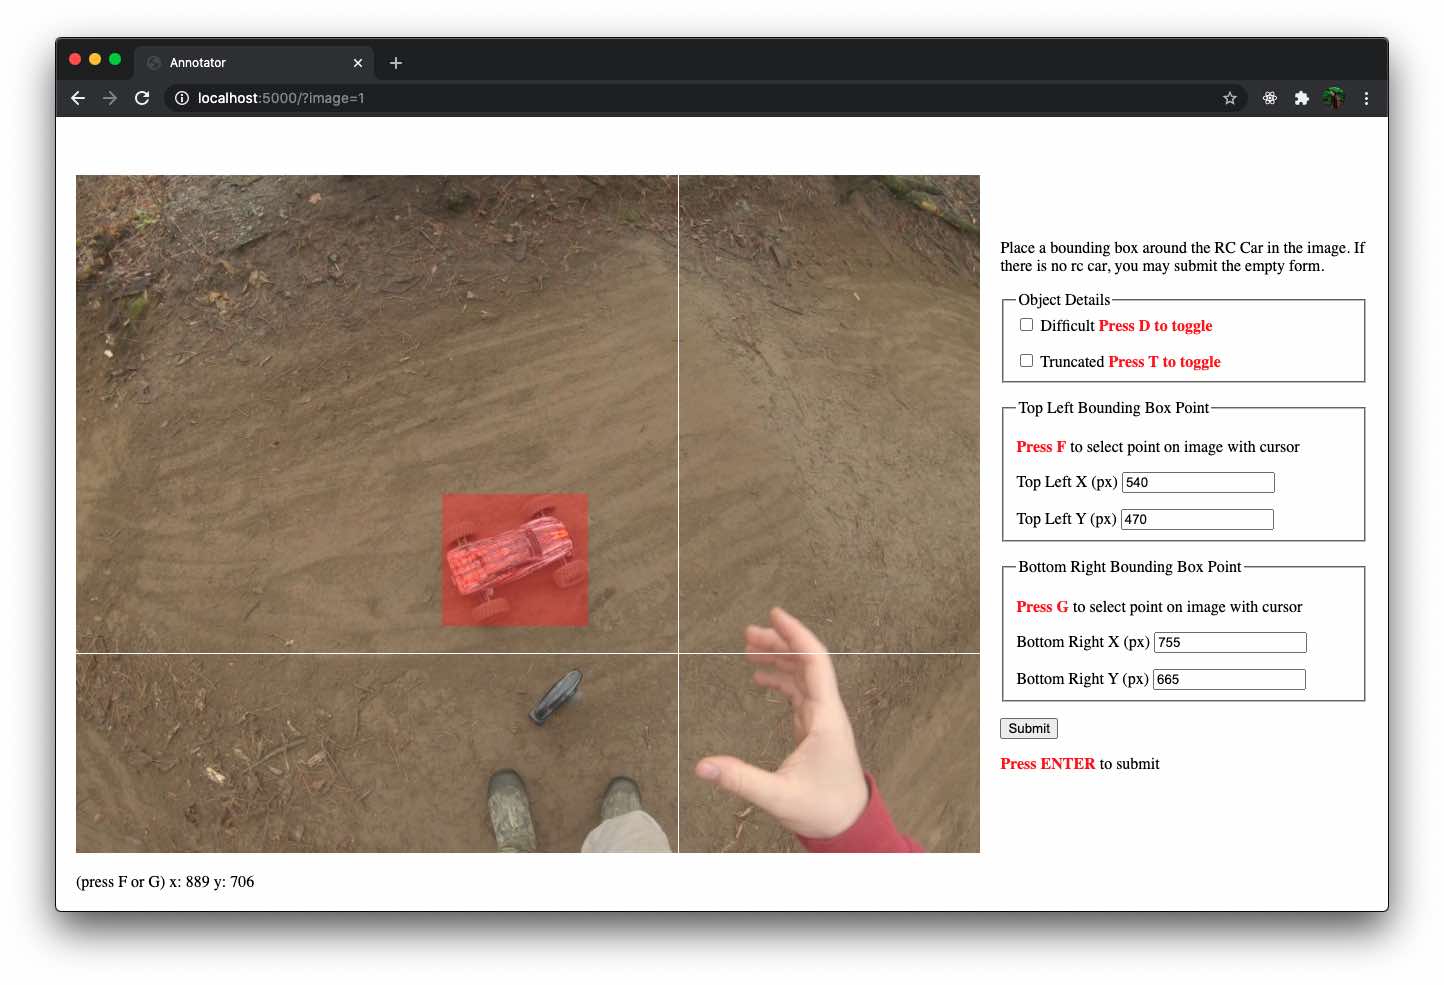 Annotator
localhost:5000/?image=1
Place a bounding box around the RC Car in the image. If
there is no rc car, you may submit the empty form.
Object Details
Difficult Press D to toggle
Truncated Press T to toggle
Top Left Bounding Box Point
Press F to select point on image with cursor
Top Left X (px) 540
Top Left Y (px) 470
Bottom Right Bounding Box Point
Press G to select point on image with cursor
Bottom Right X (px) 755
Bottom Right Y (px) 665
Submit
Press ENTER to submit
(press F or G) x: 889 y: 706